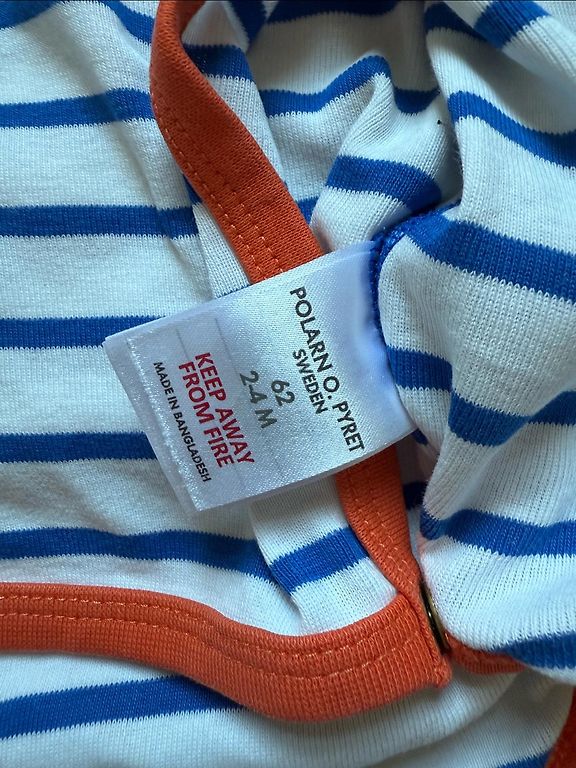 POLARN O. PYRET
SWEDEN
62
2-4 M
KEEP AWAY
FROM FIRE
MADE IN BANGLADESH